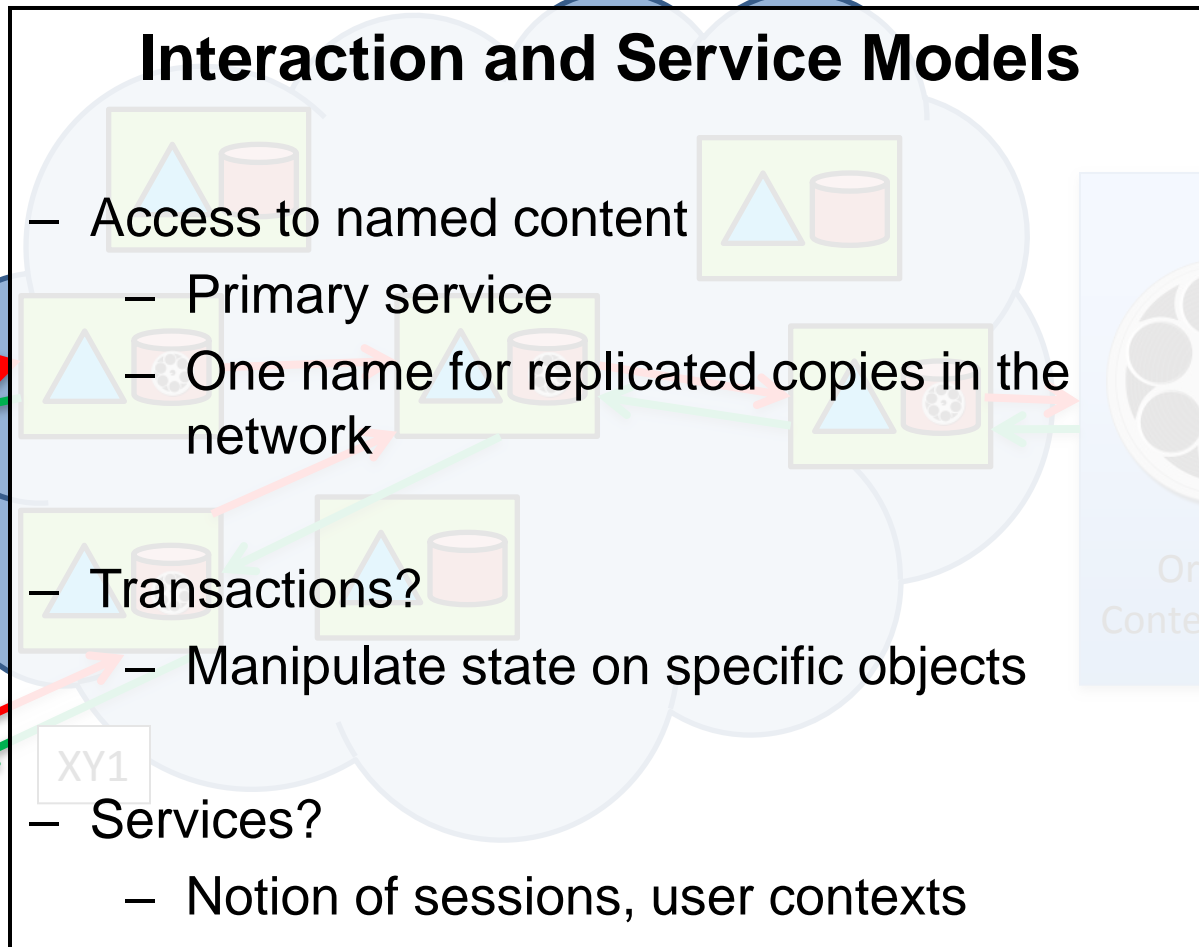 Interaction and Service Models
– Access to named content
– Primary service
– One name for replicated copies in the
network
– Transactions?
– Manipulate state on specific objects
XY1
– Services?
– Notion of sessions, user contexts